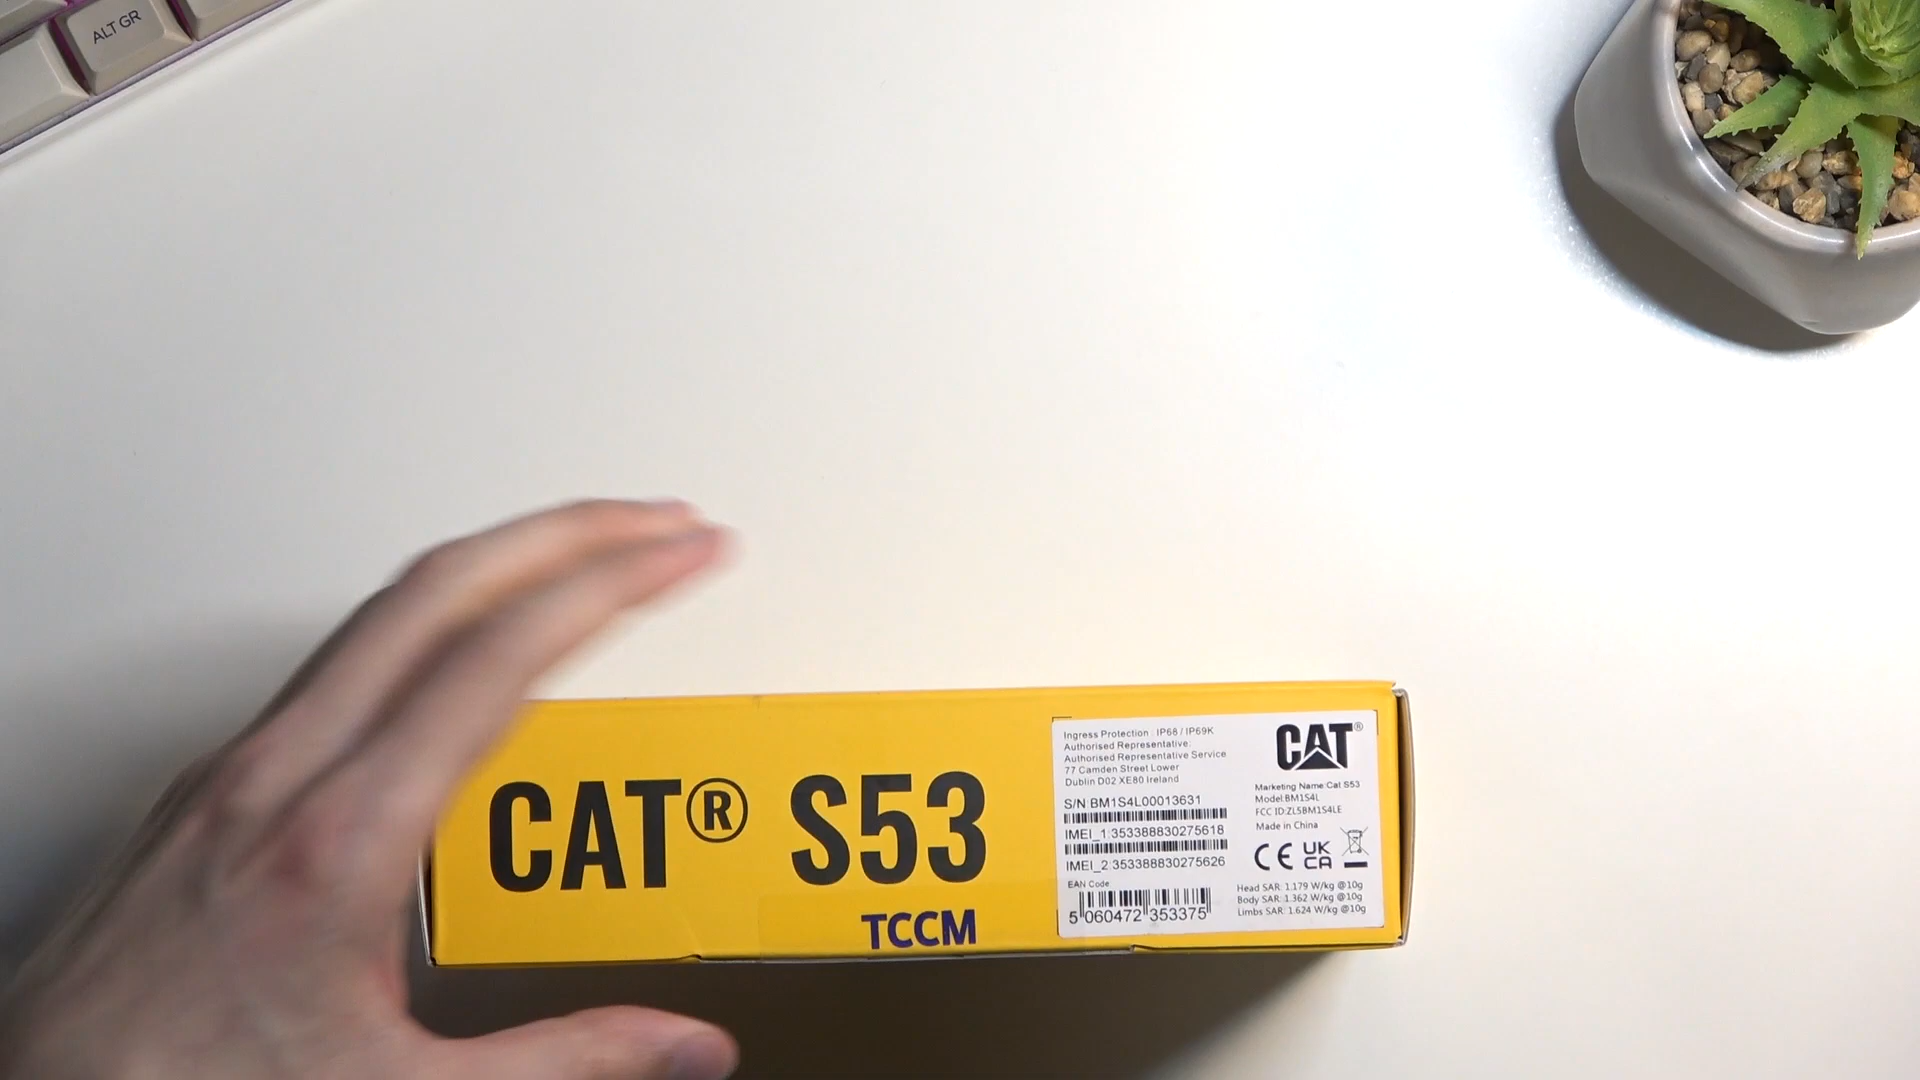 ALT GR
CAT® S53
TCCM
Ingress Protection : IP68 / IP69K
Authorised Representative:
Authorised Representative Service
77 Camden Street Lower
Dublin D02 XE80 Ireland
S/N:BM1S4L00013631
IMEI_1:353388830275618
IMEI_2:353388830275626
EAN Code
5 060472 353375
CAT®
Marketing Name:Cat S53
Model:BM1S4L
FCC ID:ZL5BM1S4LE
Made in China
CE UK CA
Head SAR: 1.179 W/kg @10g
Body SAR: 1.362 W/kg @10g
Limbs SAR: 1.624 W/kg @10g